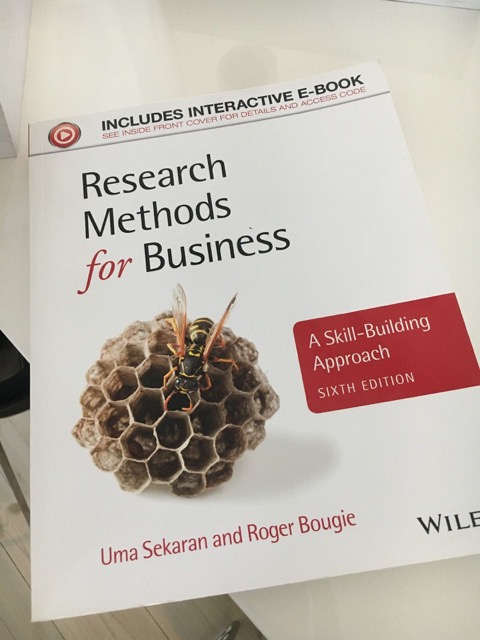 INCLUDES INTERACTIVE E-BOOK
SEE INSIDE FRONT COVER FOR DETAILS AND ACCESS CODE
Research
Methods
for Business
A Skill-Building
Approach
SIXTH EDITION
Uma Sekaran and Roger Bougie
WILE